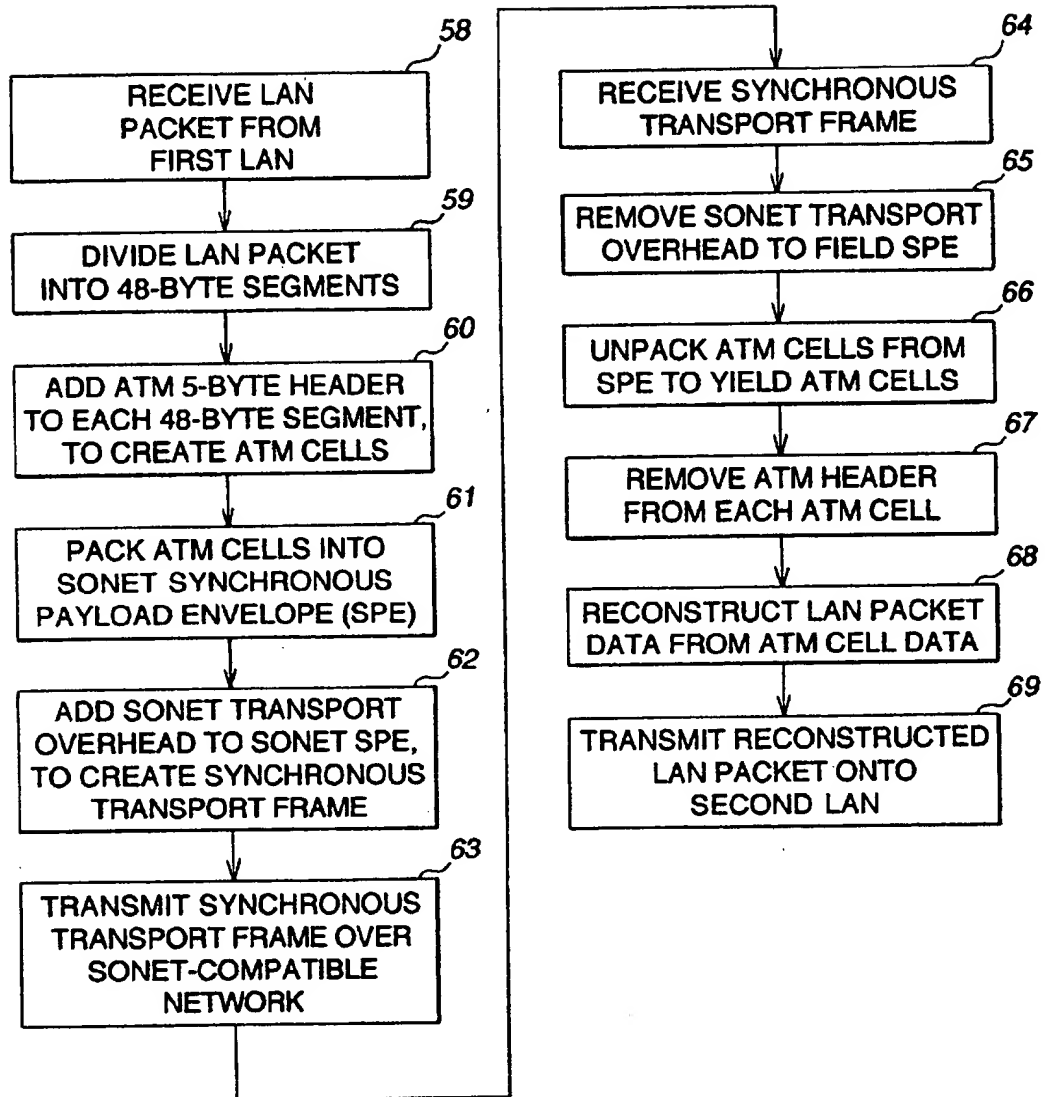 58
RECEIVE LAN
PACKET FROM
FIRST LAN
59
DIVIDE LAN PACKET
INTO 48-BYTE SEGMENTS
60
ADD ATM 5-BYTE HEADER
TO EACH 48-BYTE SEGMENT,
TO CREATE ATM CELLS
61
PACK ATM CELLS INTO
SONET SYNCHRONOUS
PAYLOAD ENVELOPE (SPE)
62
ADD SONET TRANSPORT
OVERHEAD TO SONET SPE,
TO CREATE SYNCHRONOUS
TRANSPORT FRAME
63
TRANSMIT SYNCHRONOUS
TRANSPORT FRAME OVER
SONET-COMPATIBLE
NETWORK
64
RECEIVE SYNCHRONOUS
TRANSPORT FRAME
65
REMOVE SONET TRANSPORT
OVERHEAD TO FIELD SPE
66
UNPACK ATM CELLS FROM
SPE TO YIELD ATM CELLS
67
REMOVE ATM HEADER
FROM EACH ATM CELL
68
RECONSTRUCT LAN PACKET
DATA FROM ATM CELL DATA
69
TRANSMIT RECONSTRUCTED
LAN PACKET ONTO
SECOND LAN